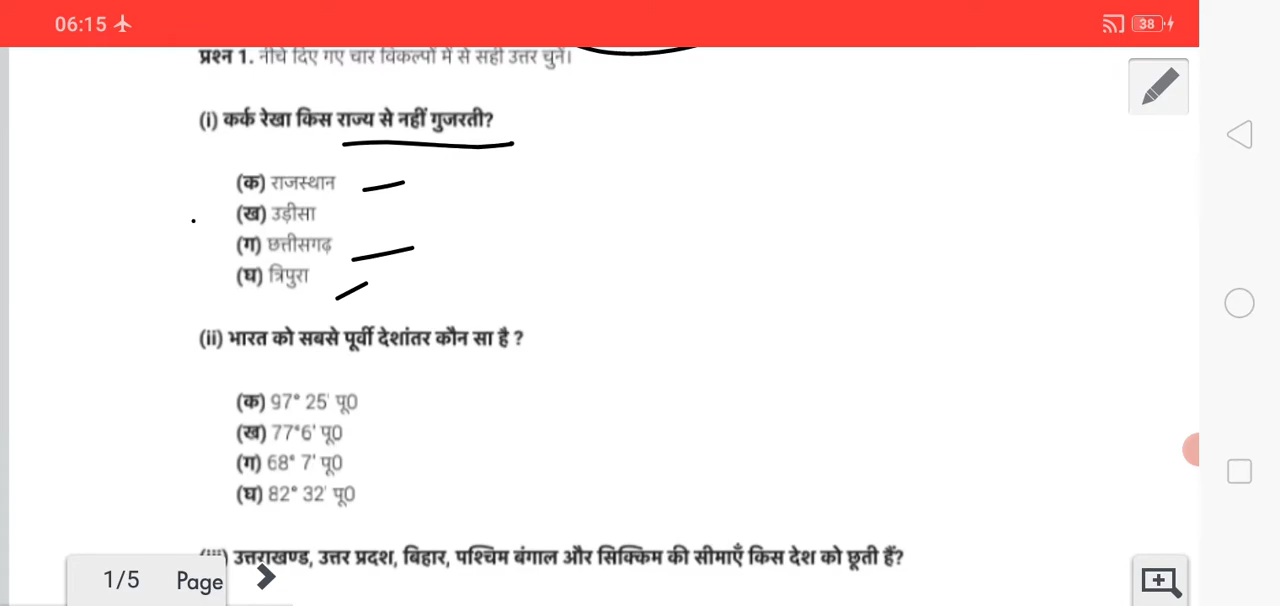 06:15
38
प्रश्न 1. नीचे दिए गए चार विकल्पों में से सही उत्तर चुनें।
(i) कर्क रेखा किस राज्य से नहीं गुजरती?
(क) राजस्थान
(ख) उड़ीसा
(ग) छत्तीसगढ़
(घ) त्रिपुरा
(ii) भारत को सबसे पूर्वी देशांतर कौन सा है ?
(क) 97° 25' पू0
(ख) 77°6' पू0
(ग) 68° 7' पू0
(घ) 82° 32' पू0
(iii) उत्तराखण्ड, उत्तर प्रदश, बिहार, पश्चिम बंगाल और सिक्किम की सीमाएँ किस देश को छूती हैं?
1/5 Page